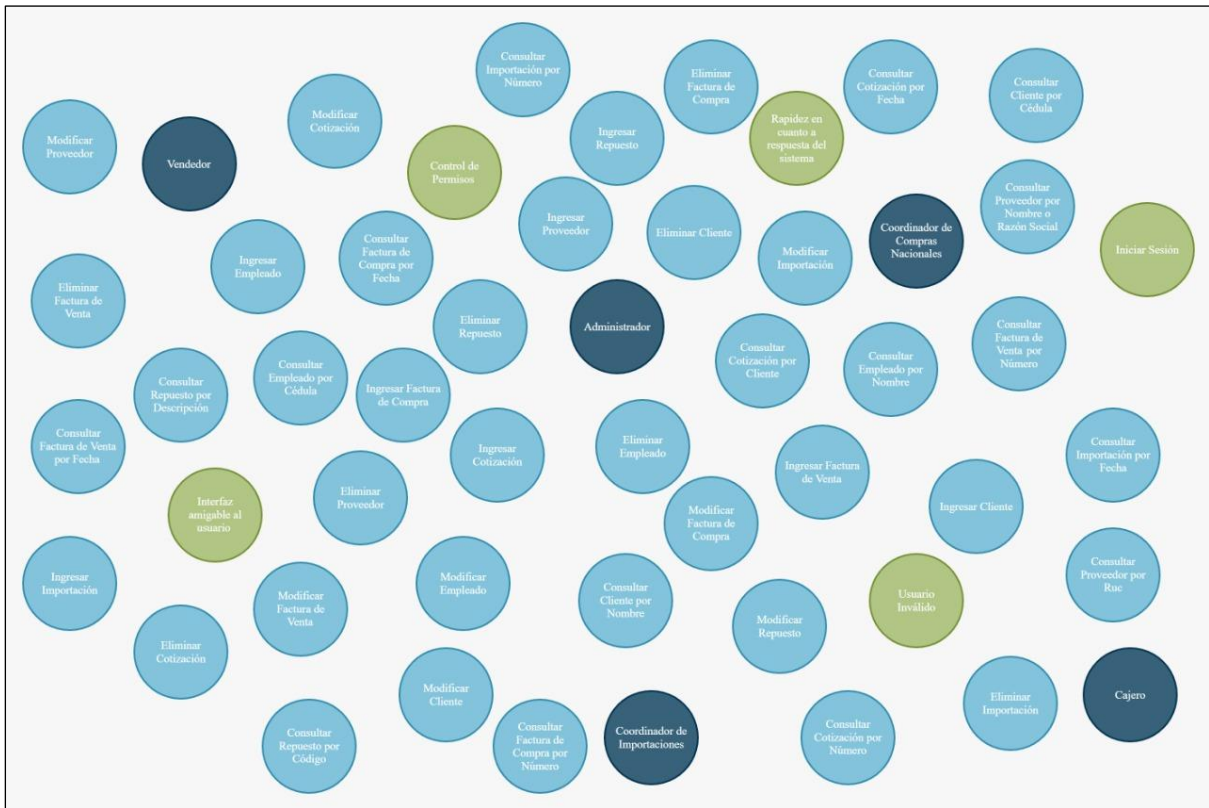 Consultar
Importación por
Número
Eliminar
Factura de
Compra
Consultar
Cotización por
Fecha
Consultar
Cliente por
Cédula
Modificar
Cotización
Ingresar
Repuesto
Rapidez en
cuanto a
respuesta del
sistema
Modificar
Proveedor
Vendedor
Control de
Permisos
Consultar
Proveedor por
Nombre o
Razón Social
Ingresar
Proveedor
Eliminar Cliente
Coordinador de
Compras
Nacionales
Iniciar Sesión
Ingresar
Empleado
Consultar
Factura de
Compra por
Fecha
Modificar
Importación
Eliminar
Factura de
Venta
Eliminar
Repuesto
Administrador
Consultar
Factura de
Venta por
Número
Consultar
Cotización por
Cliente
Consultar
Empleado por
Nombre
Consultar
Repuesto por
Descripción
Consultar
Empleado por
Cédula
Ingresar Factura
de Compra
Consultar
Factura de Venta
por Fecha
Ingresar
Cotización
Eliminar
Empleado
Ingresar Factura
de Venta
Consultar
Importación por
Fecha
Interfaz
amigable al
usuario
Eliminar
Proveedor
Modificar
Factura de
Compra
Ingresar Cliente
Ingresar
Importación
Modificar
Factura de
Venta
Modificar
Empleado
Consultar
Cliente por
Nombre
Usuario
Inválido
Consultar
Proveedor por
Ruc
Eliminar
Cotización
Modificar
Repuesto
Modificar
Cliente
Eliminar
Importación
Cajero
Consultar
Repuesto por
Código
Consultar
Factura de
Compra por
Número
Coordinador de
Importaciones
Consultar
Cotización por
Número